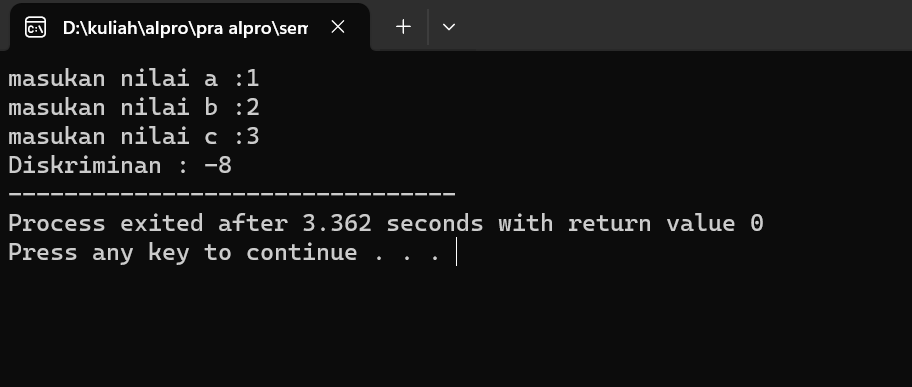 D:\kuliah\alpro\pra alpro\sem
masukan nilai a :1
masukan nilai b :2
masukan nilai c :3
Diskriminan : -8
--------------------------------
Process exited after 3.362 seconds with return value 0
Press any key to continue . . .